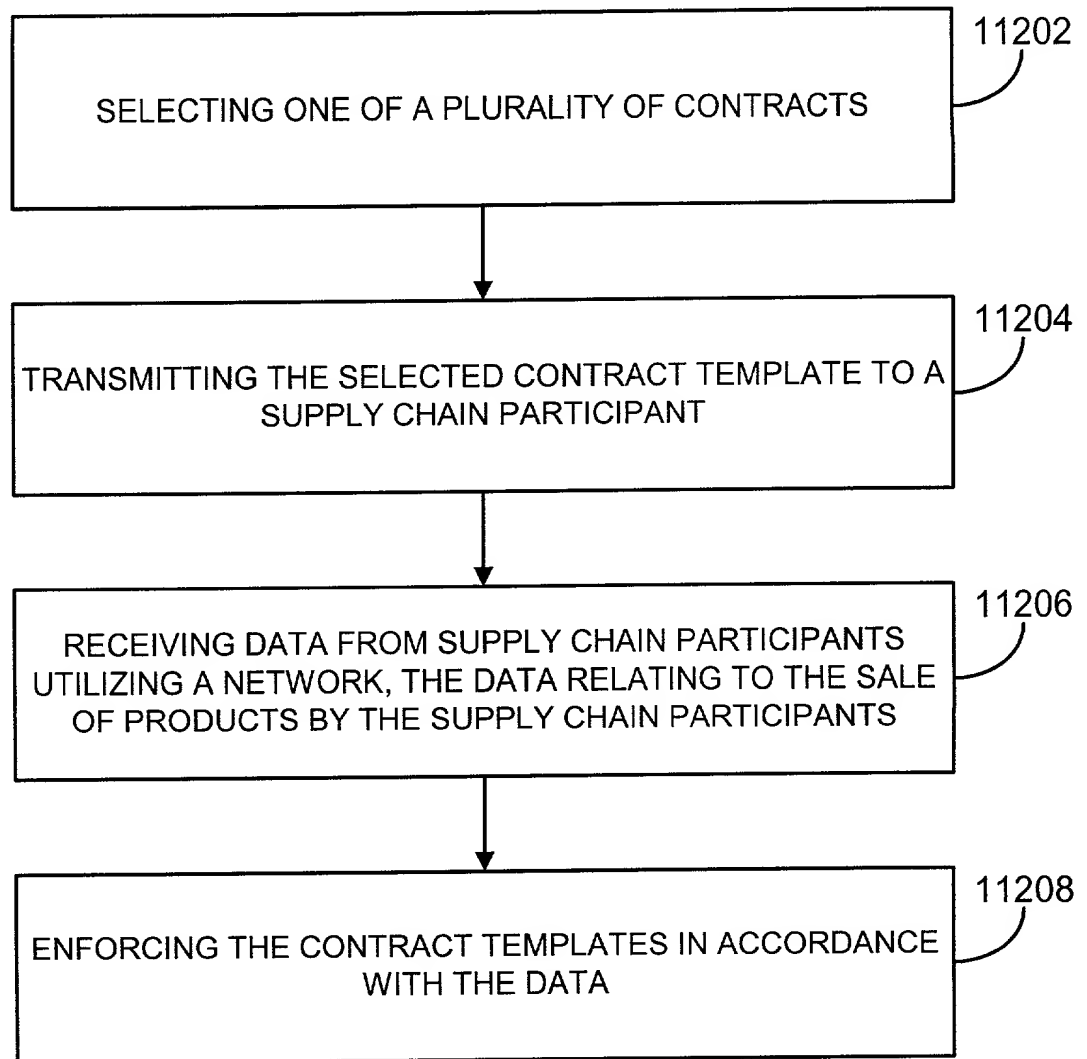 11202
SELECTING ONE OF A PLURALITY OF CONTRACTS
11204
TRANSMITTING THE SELECTED CONTRACT TEMPLATE TO A
SUPPLY CHAIN PARTICIPANT
11206
RECEIVING DATA FROM SUPPLY CHAIN PARTICIPANTS
UTILIZING A NETWORK, THE DATA RELATING TO THE SALE
OF PRODUCTS BY THE SUPPLY CHAIN PARTICIPANTS
11208
ENFORCING THE CONTRACT TEMPLATES IN ACCORDANCE
WITH THE DATA